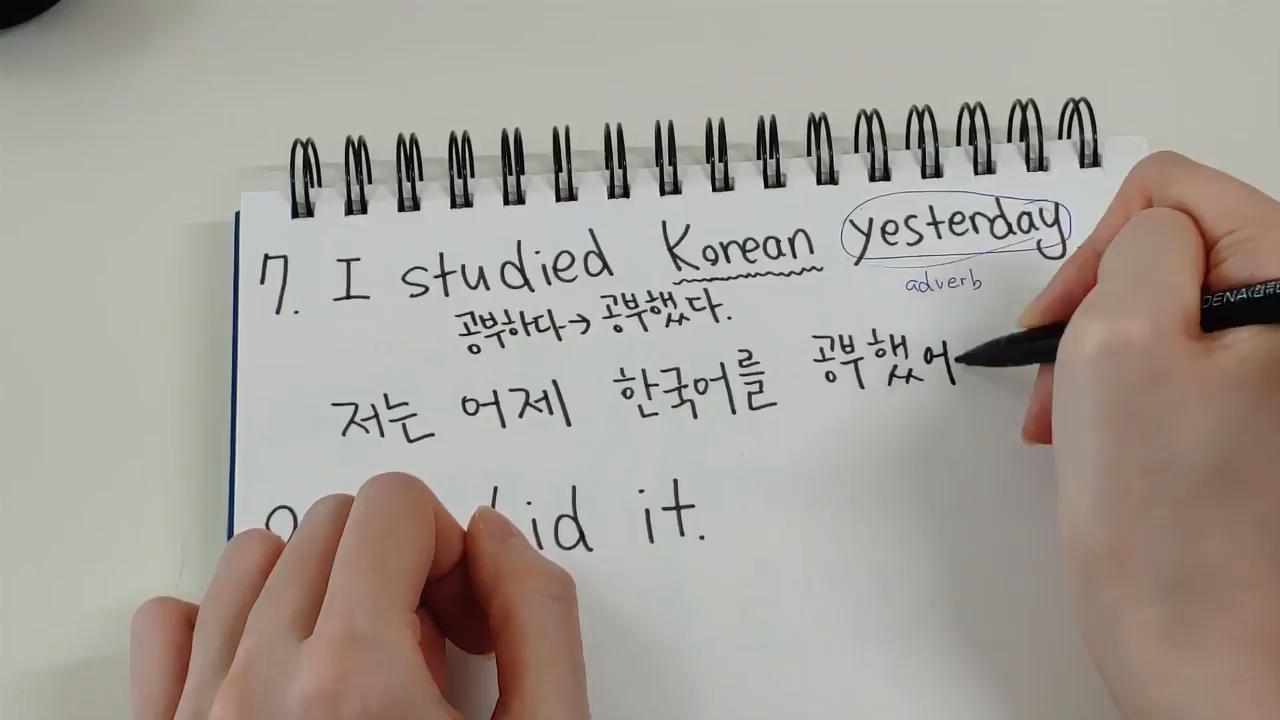 7. I studied Korean yesterday
adverb
공부하다→공부했다.
저는 어제 한국어를 공부했어
did it.